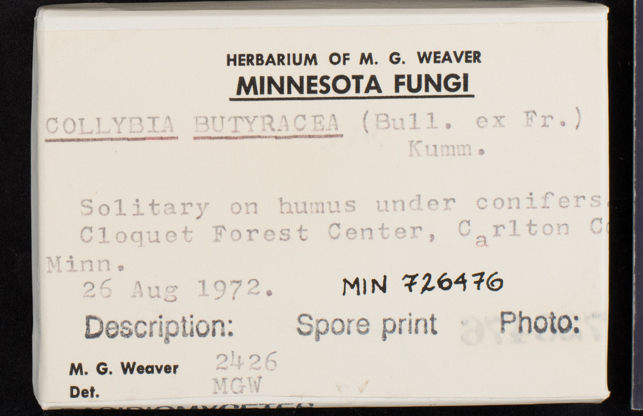 HERBARIUM OF M. G. WEAVER
MINNESOTA FUNGI
COLLYBIA BUTYRACEA (Bull. ex Fr.)
Kumm.
Solitary on humus under conifers.
Cloquet Forest Center, Carlton Co
Minn.
26 Aug 1972. MIN 726476
Description: Spore print Photo:
M. G. Weaver 2426
Det. MGW